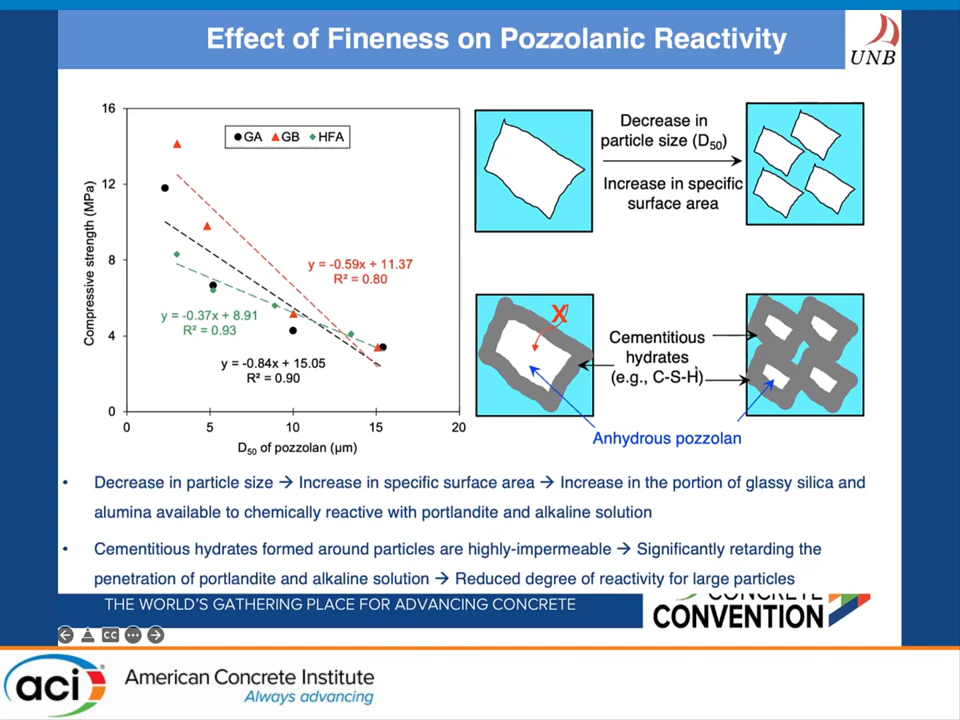 Effect of Fineness on Pozzolanic Reactivity
UNB
16
12
8
4
0
0
5
10
15
20
Compressive strength (MPa)
D50 of pozzolan (µm)
GA GB HFA
y = -0.59x + 11.37
R² = 0.80
y = -0.37x + 8.91
R² = 0.93
y = -0.84x + 15.05
R² = 0.90
Decrease in
particle size (D50)
Increase in specific
surface area
X
Cementitious
hydrates
(e.g., C-S-H)
Anhydrous pozzolan
• Decrease in particle size → Increase in specific surface area → Increase in the portion of glassy silica and
alumina available to chemically reactive with portlandite and alkaline solution
• Cementitious hydrates formed around particles are highly-impermeable → Significantly retarding the
penetration of portlandite and alkaline solution → Reduced degree of reactivity for large particles
THE WORLD'S GATHERING PLACE FOR ADVANCING CONCRETE
CONCRETE
CONVENTION
CC
aci
American Concrete Institute
Always advancing